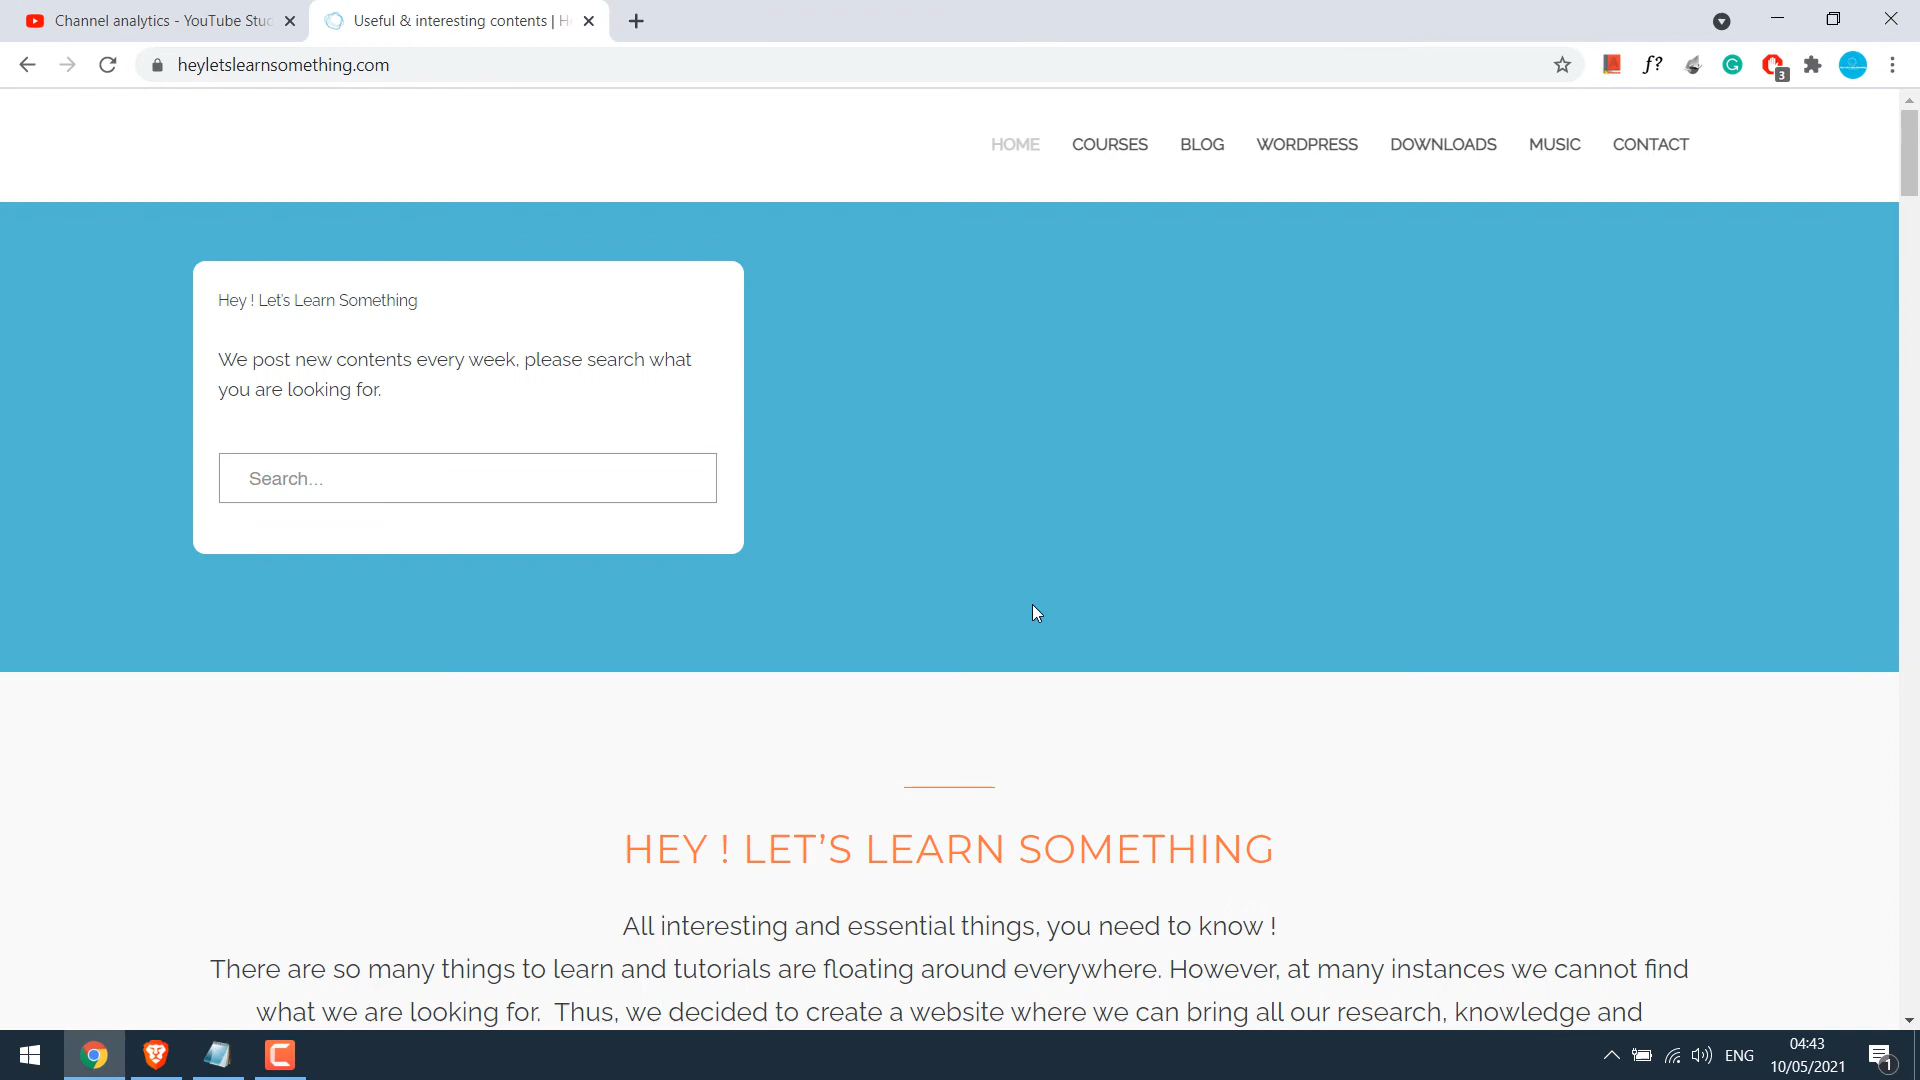 Channel analytics - YouTube Stuc
Useful & interesting contents | H
heyletslearnsomething.com
f?
3
HOME COURSES BLOG WORDPRESS DOWNLOADS MUSIC CONTACT
Hey ! Let's Learn Something
We post new contents every week, please search what
you are looking for.
Search...
HEY ! LET'S LEARN SOMETHING
All interesting and essential things, you need to know !
There are so many things to learn and tutorials are floating around everywhere. However, at many instances we cannot find
what we are looking for. Thus, we decided to create a website where we can bring all our research, knowledge and
ENG
04:43
10/05/2021
1